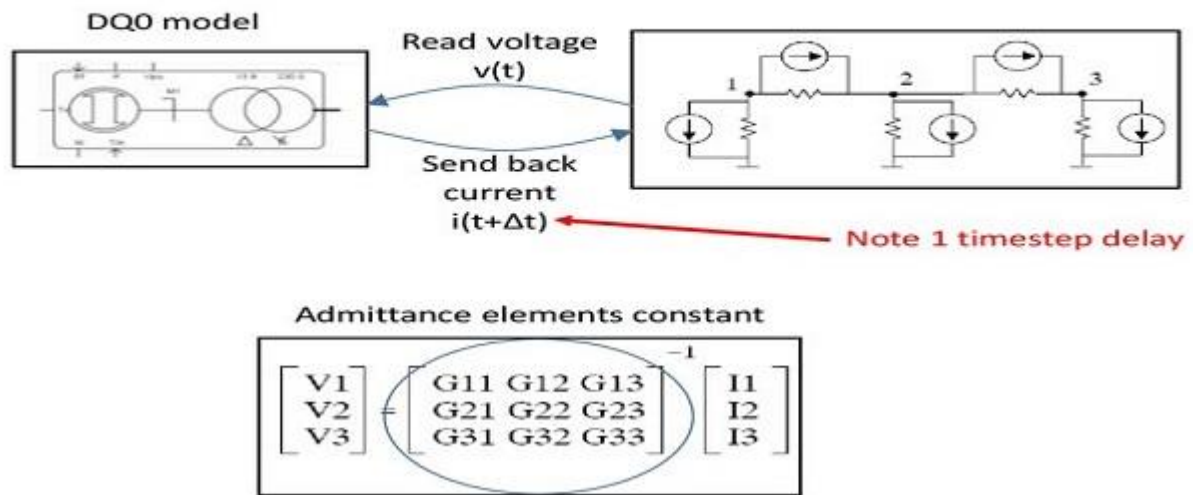 DQ0 model
Read voltage
v(t)
1
2
3
Send back
current
i(t+Δt)
Note 1 timestep delay
Admittance elements constant
V1
V2
V3
=
G11 G12 G13
G21 G22 G23
G31 G32 G33
−1
I1
I2
I3